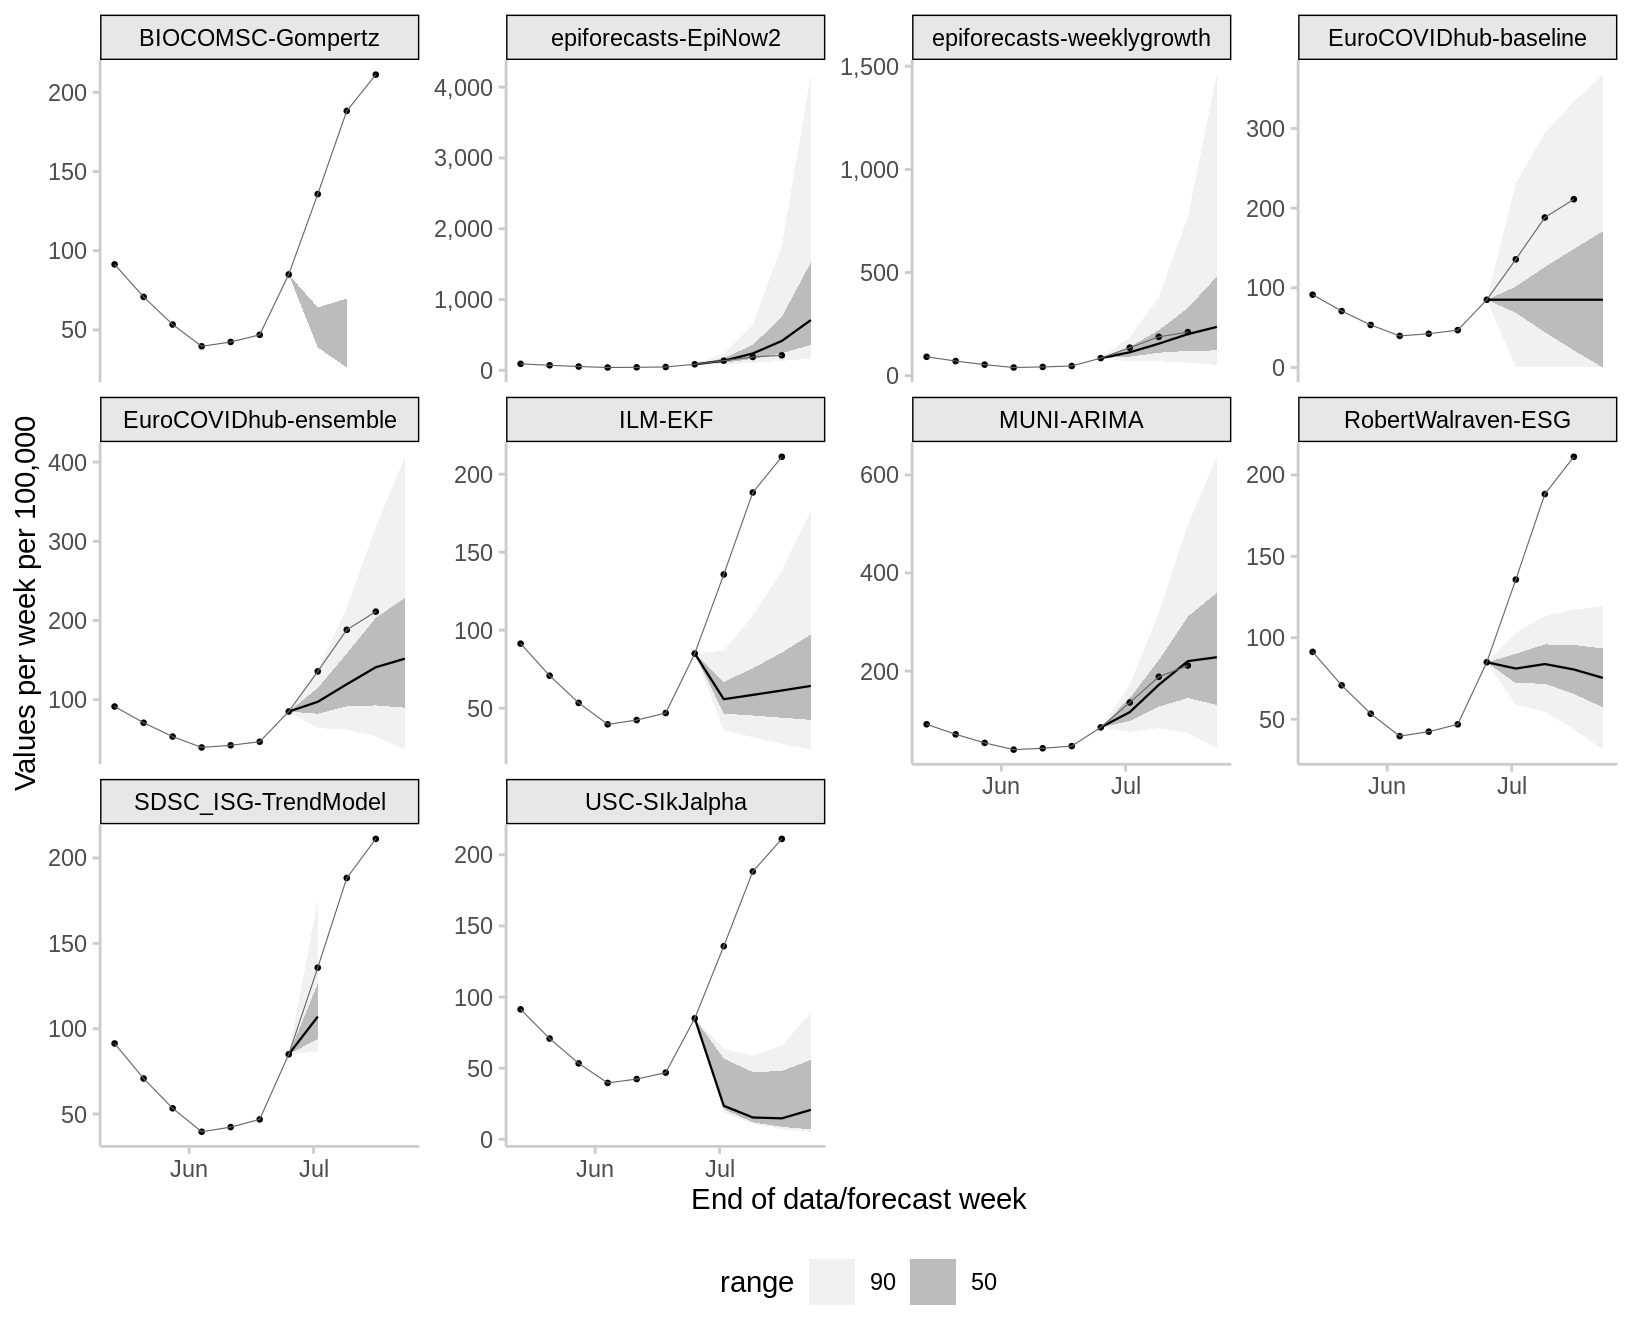 BIOCOMSC-Gompertz
epiforecasts-EpiNow2
epiforecasts-weeklygrowth
EuroCOVIDhub-baseline
200
150
100
50
4,000
3,000
2,000
1,000
0
1,500
1,000
500
0
300
200
100
0
EuroCOVIDhub-ensemble
ILM-EKF
MUNI-ARIMA
RobertWalraven-ESG
400
300
200
100
200
150
100
50
600
400
200
200
150
100
50
Jun
Jul
Jun
Jul
SDSC_ISG-TrendModel
USC-SIkJalpha
200
150
100
50
200
150
100
50
0
Jun
Jul
Jun
Jul
Values per week per 100,000
End of data/forecast week
range
90
50